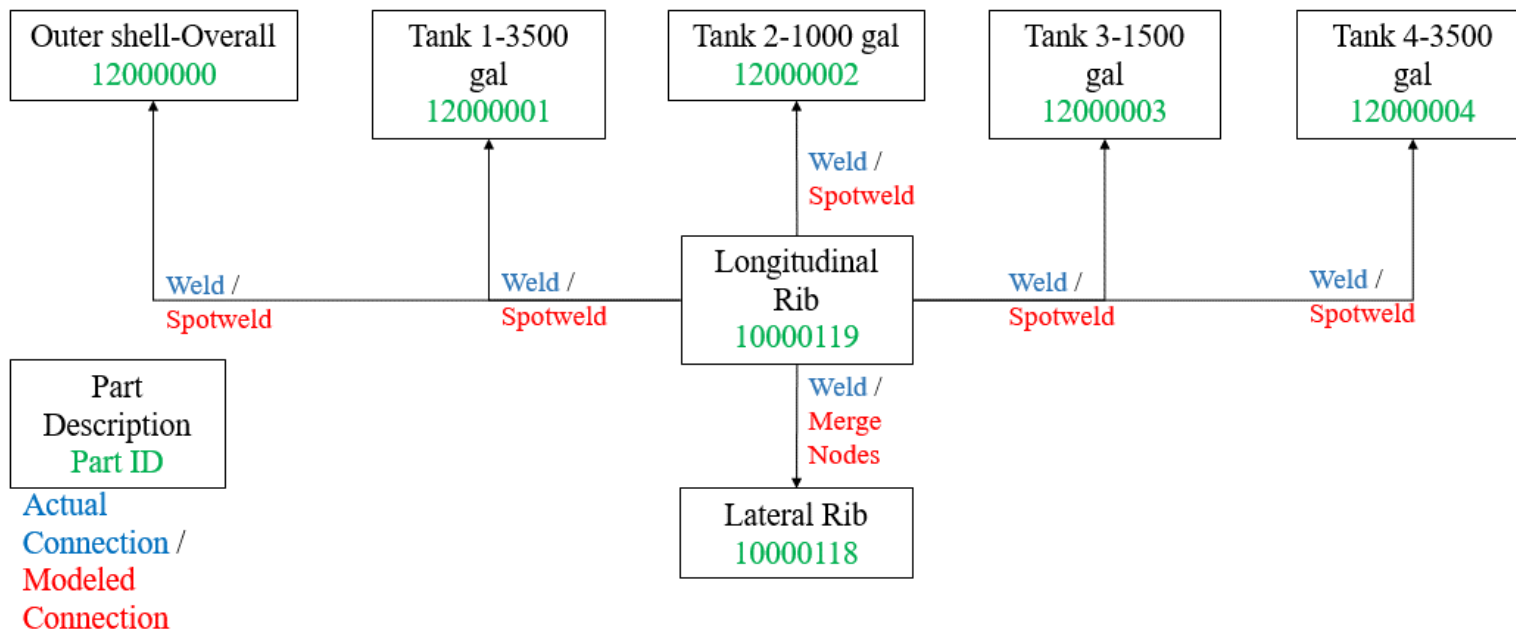 Outer shell-Overall
12000000
Tank 1-3500
gal
12000001
Tank 2-1000 gal
12000002
Tank 3-1500
gal
12000003
Tank 4-3500
gal
12000004
Weld /
Spotweld
Weld /
Spotweld
Weld /
Spotweld
Longitudinal
Rib
10000119
Weld /
Spotweld
Weld /
Spotweld
Weld /
Merge
Nodes
Lateral Rib
10000118
Part
Description
Part ID
Actual
Connection /
Modeled
Connection